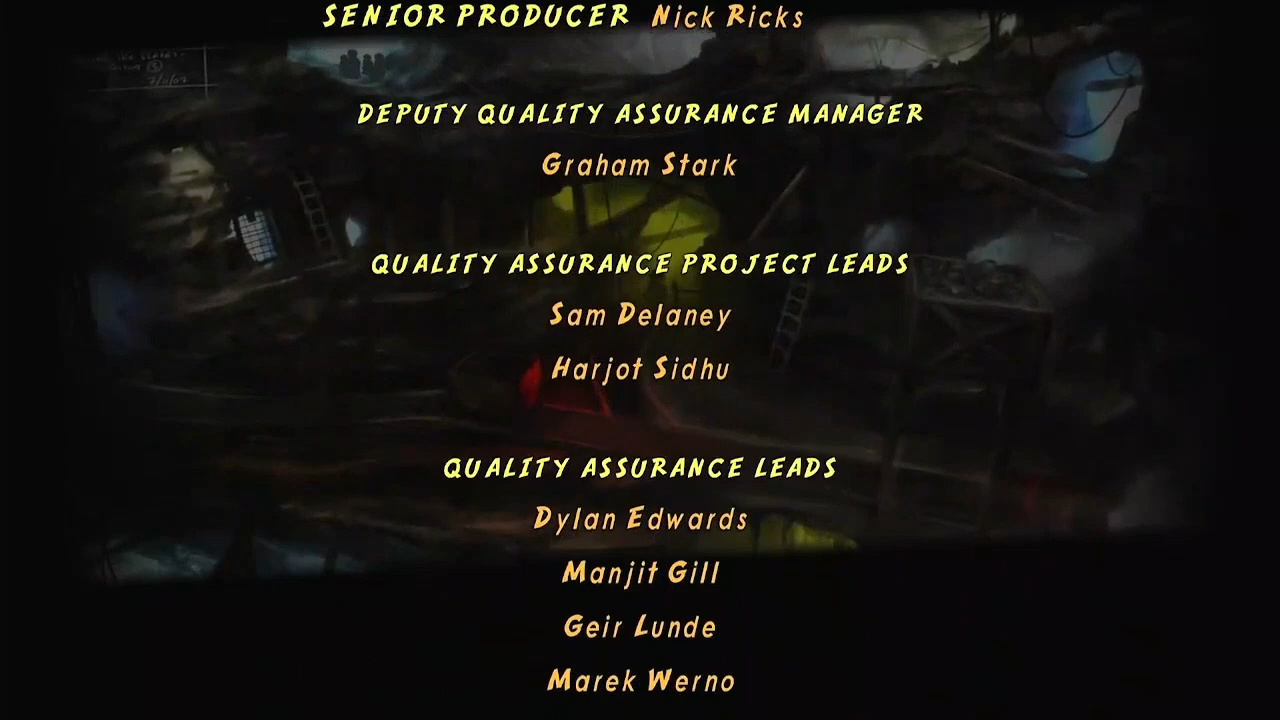 SENIOR PRODUCER Nick Ricks
DEPUTY QUALITY ASSURANCE MANAGER
Graham Stark
QUALITY ASSURANCE PROJECT LEADS
Sam Delaney
Harjot Sidhu
QUALITY ASSURANCE LEADS
Dylan Edwards
Manjit Gill
Geir Lunde
Marek Werno